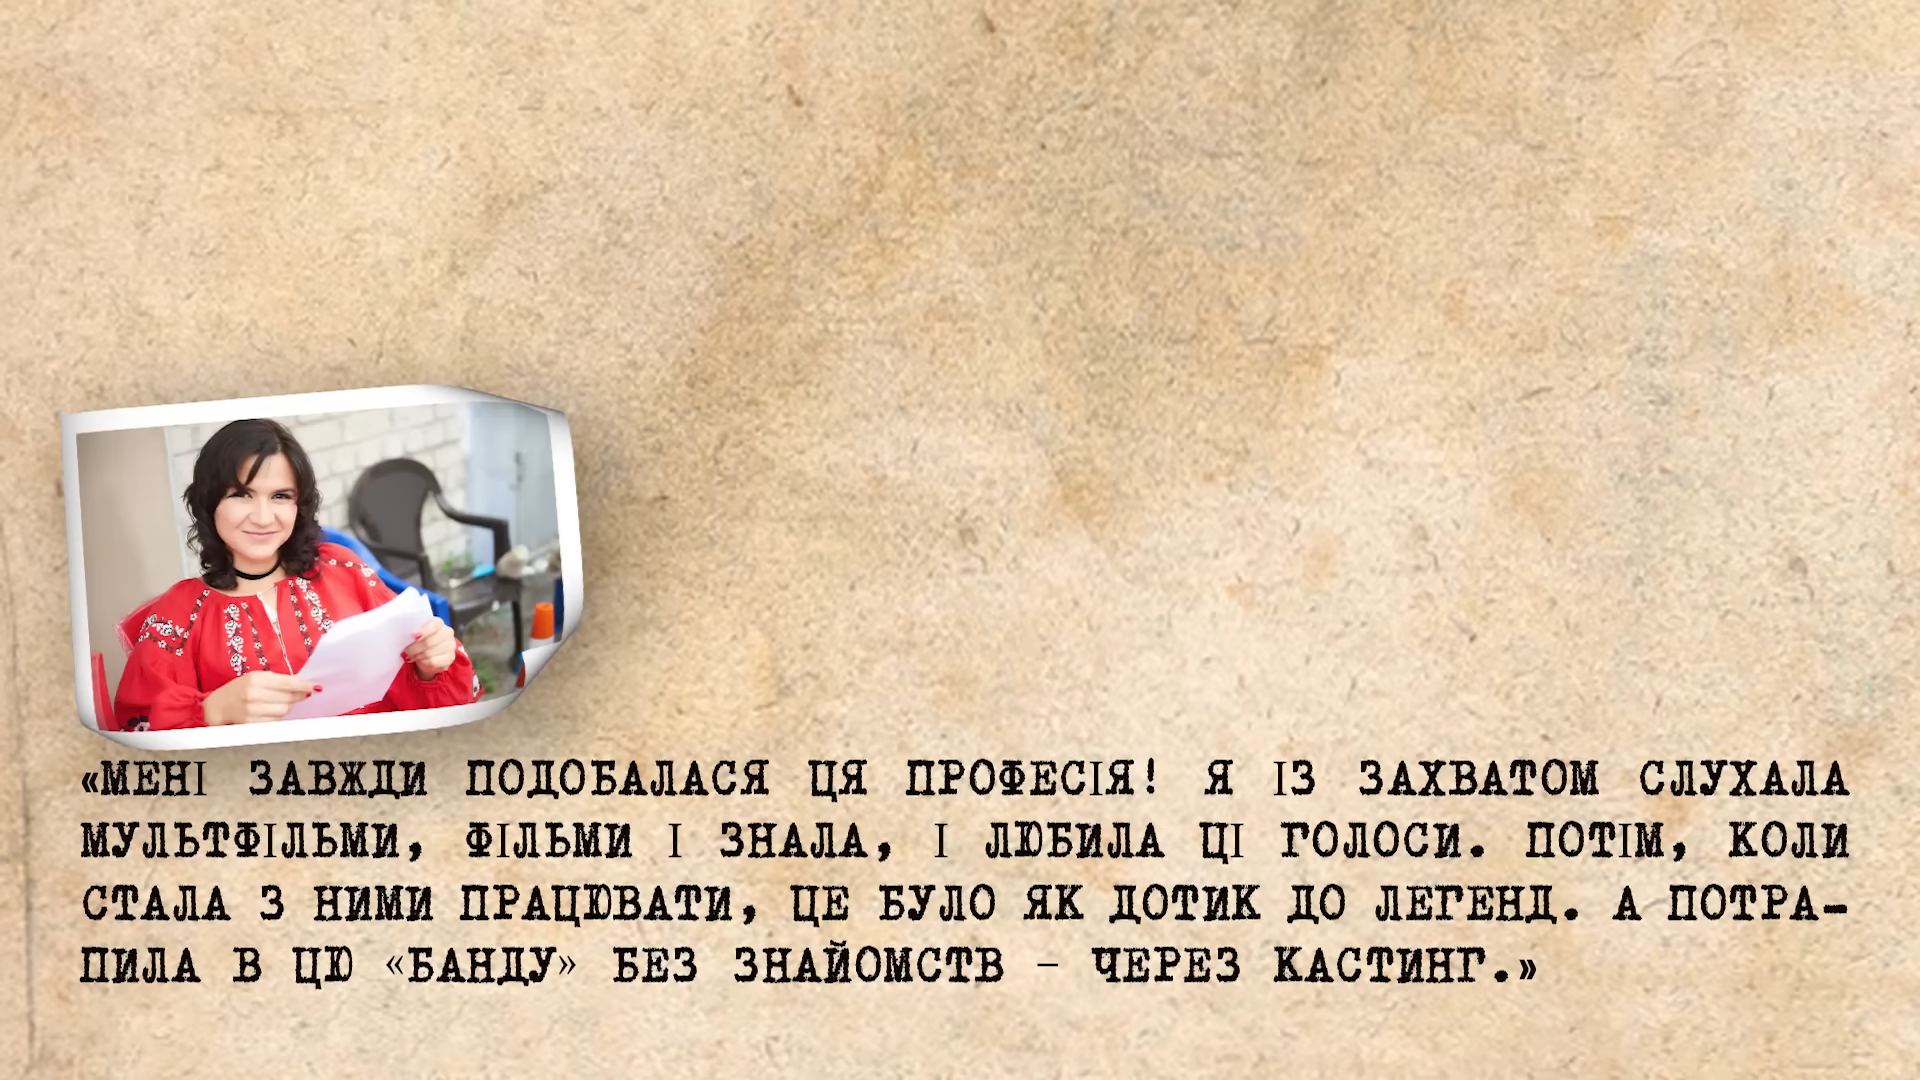 «МЕНІ ЗАВЖДИ ПОДОБАЛАСЯ ЦЯ ПРОФЕСІЯ! Я ІЗ ЗАХВАТОМ СЛУХАЛА
МУЛЬТФІЛЬМИ, ФІЛЬМИ І ЗНАЛА, І ЛЮБИЛА ЦІ ГОЛОСИ. ПОТІМ, КОЛИ
СТАЛА З НИМИ ПРАЦЮВАТИ, ЦЕ БУЛО ЯК ДОТИК ДО ЛЕГЕНД. А ПОТРА-
ПИЛА В ЦЮ «БАНДУ» БЕЗ ЗНАЙОМСТВ – ЧЕРЕЗ КАСТИНГ.»